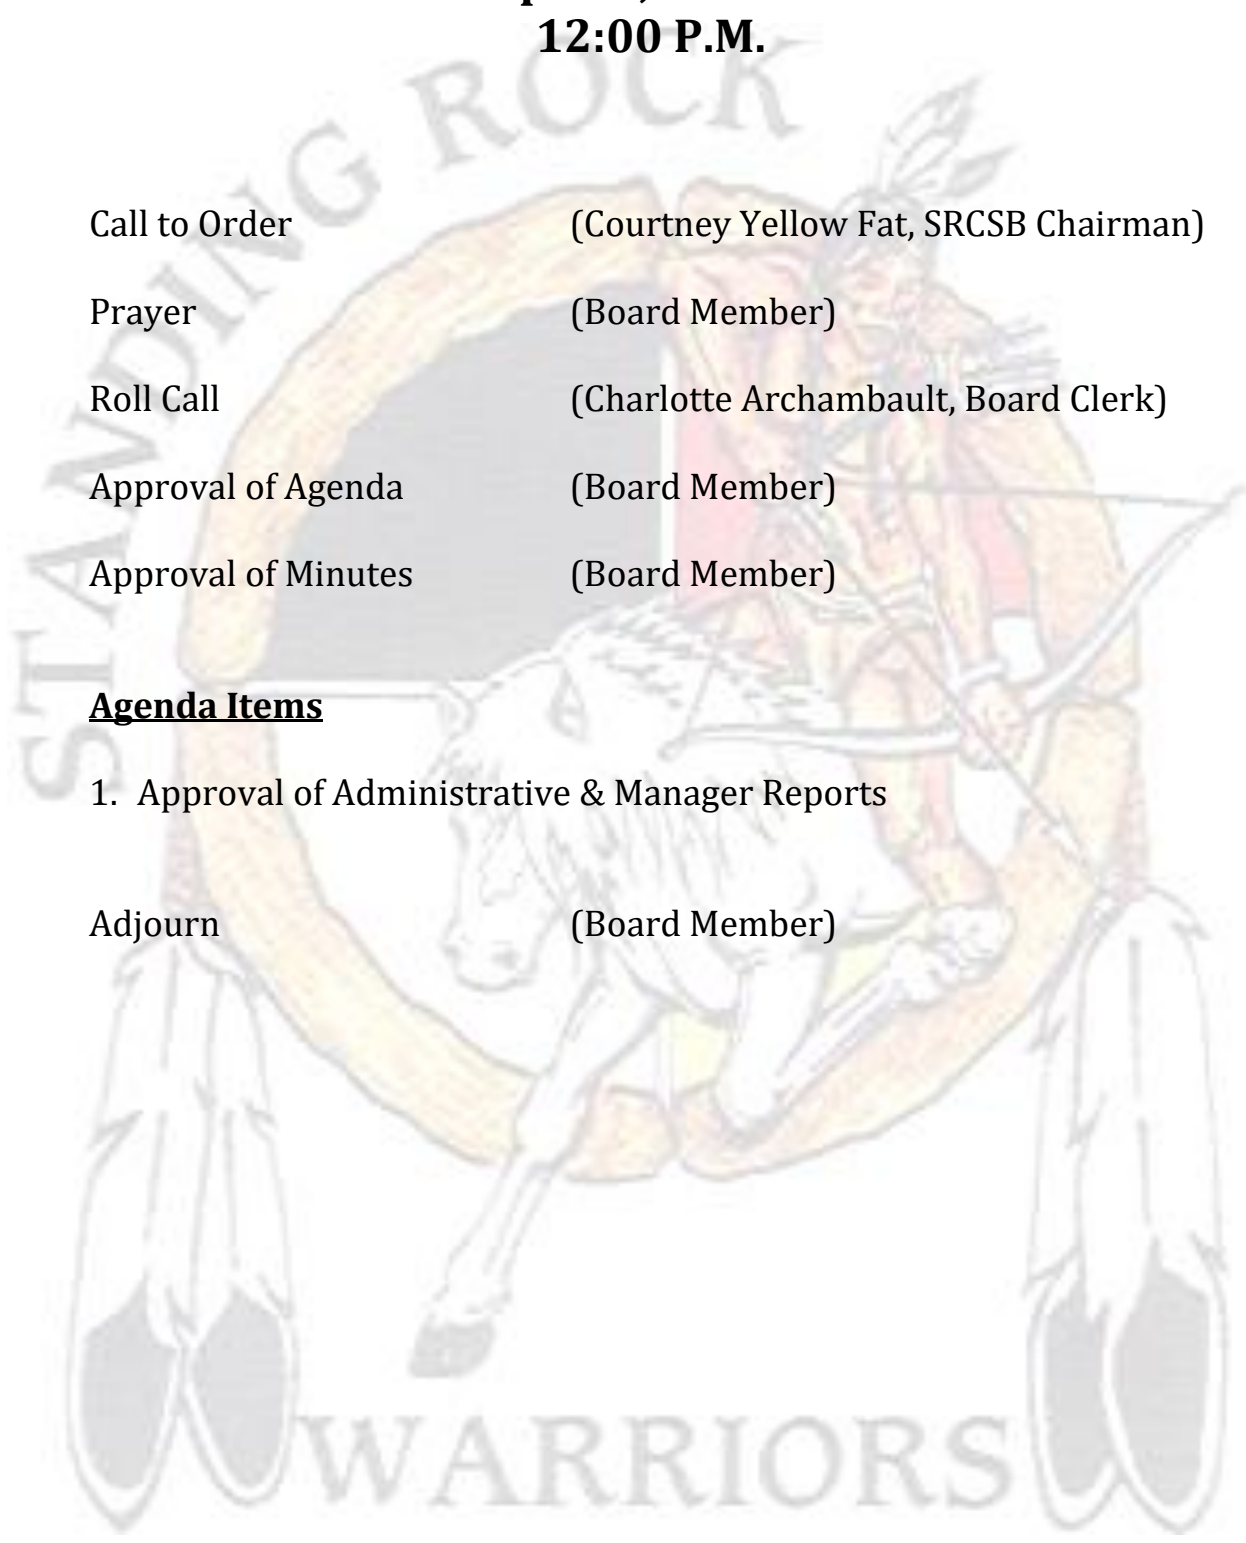 12:00 P.M.
STANDING ROCK
Call to Order (Courtney Yellow Fat, SRCSB Chairman)
Prayer (Board Member)
Roll Call (Charlotte Archambault, Board Clerk)
Approval of Agenda (Board Member)
Approval of Minutes (Board Member)
Agenda Items
1. Approval of Administrative & Manager Reports
Adjourn (Board Member)
WARRIORS